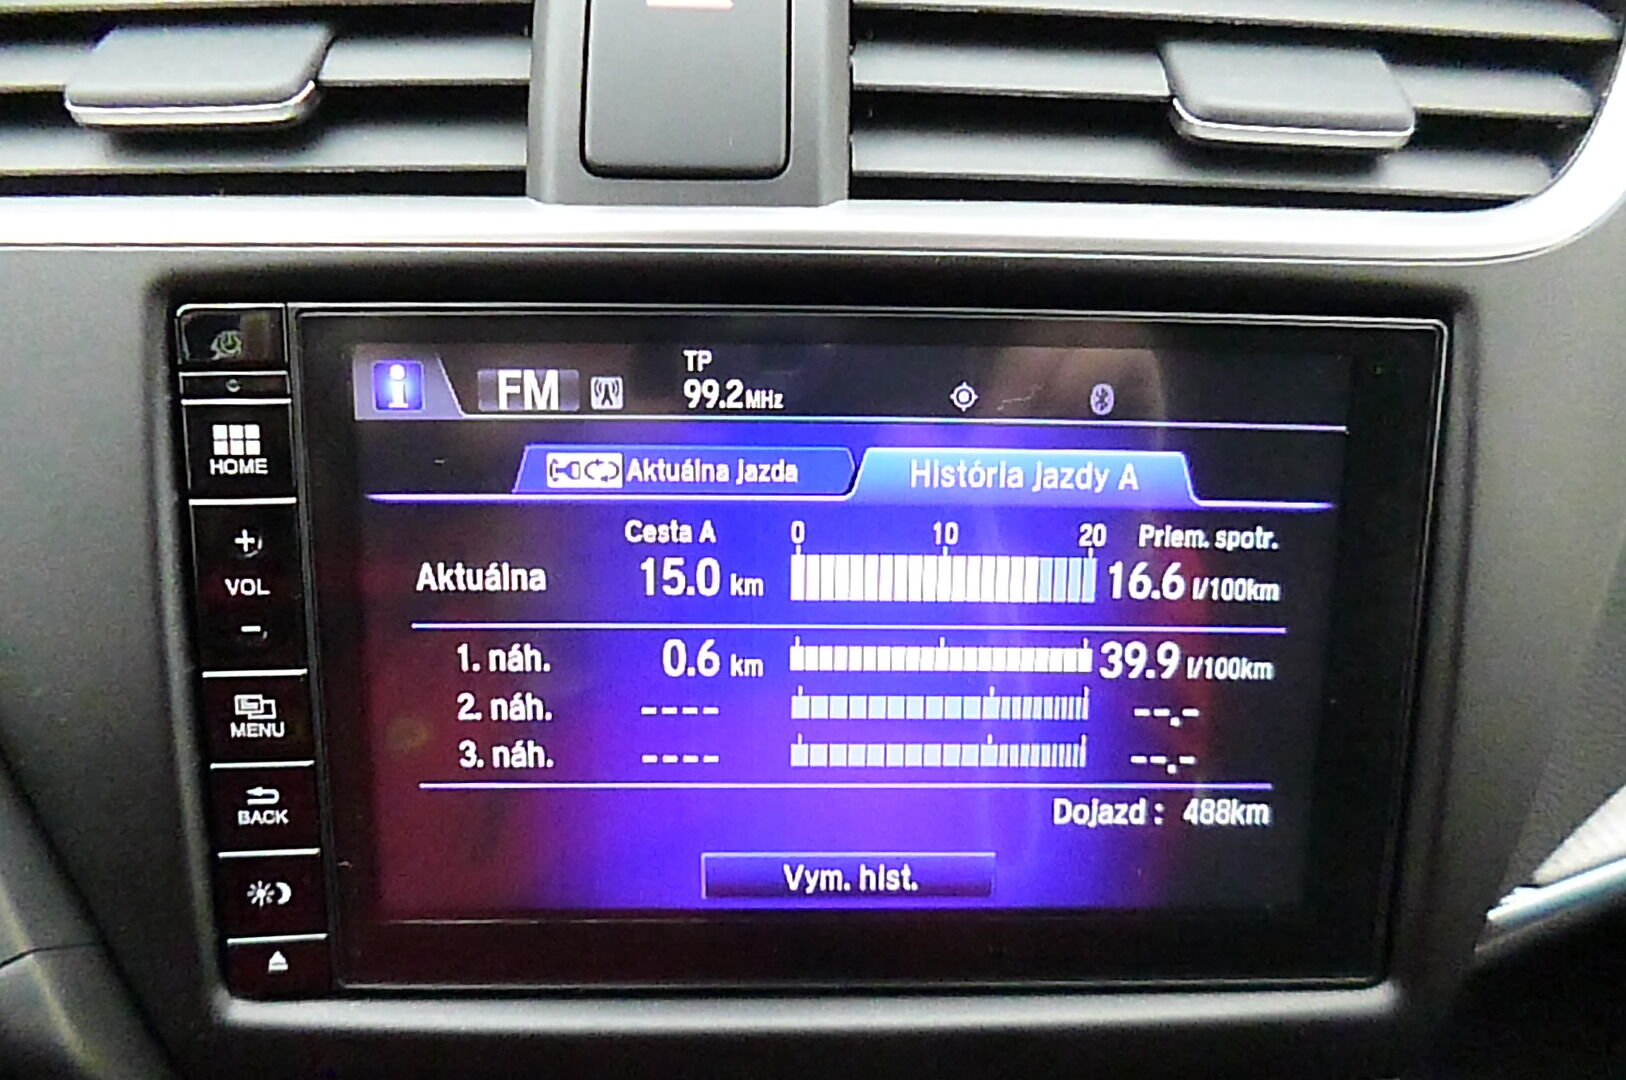 TP
FM 99.2MHz
HOME
Aktuálna jazda História jazdy A
Cesta A 0 10 20 Priem. spotr.
Aktuálna 15.0 km 16.6 l/100km
VOL
1. náh. 0.6 km 39.9 l/100km
2. náh. ---- --.-
MENU
3. náh. ---- --.-
BACK
Dojazd : 488km
Vym. hist.